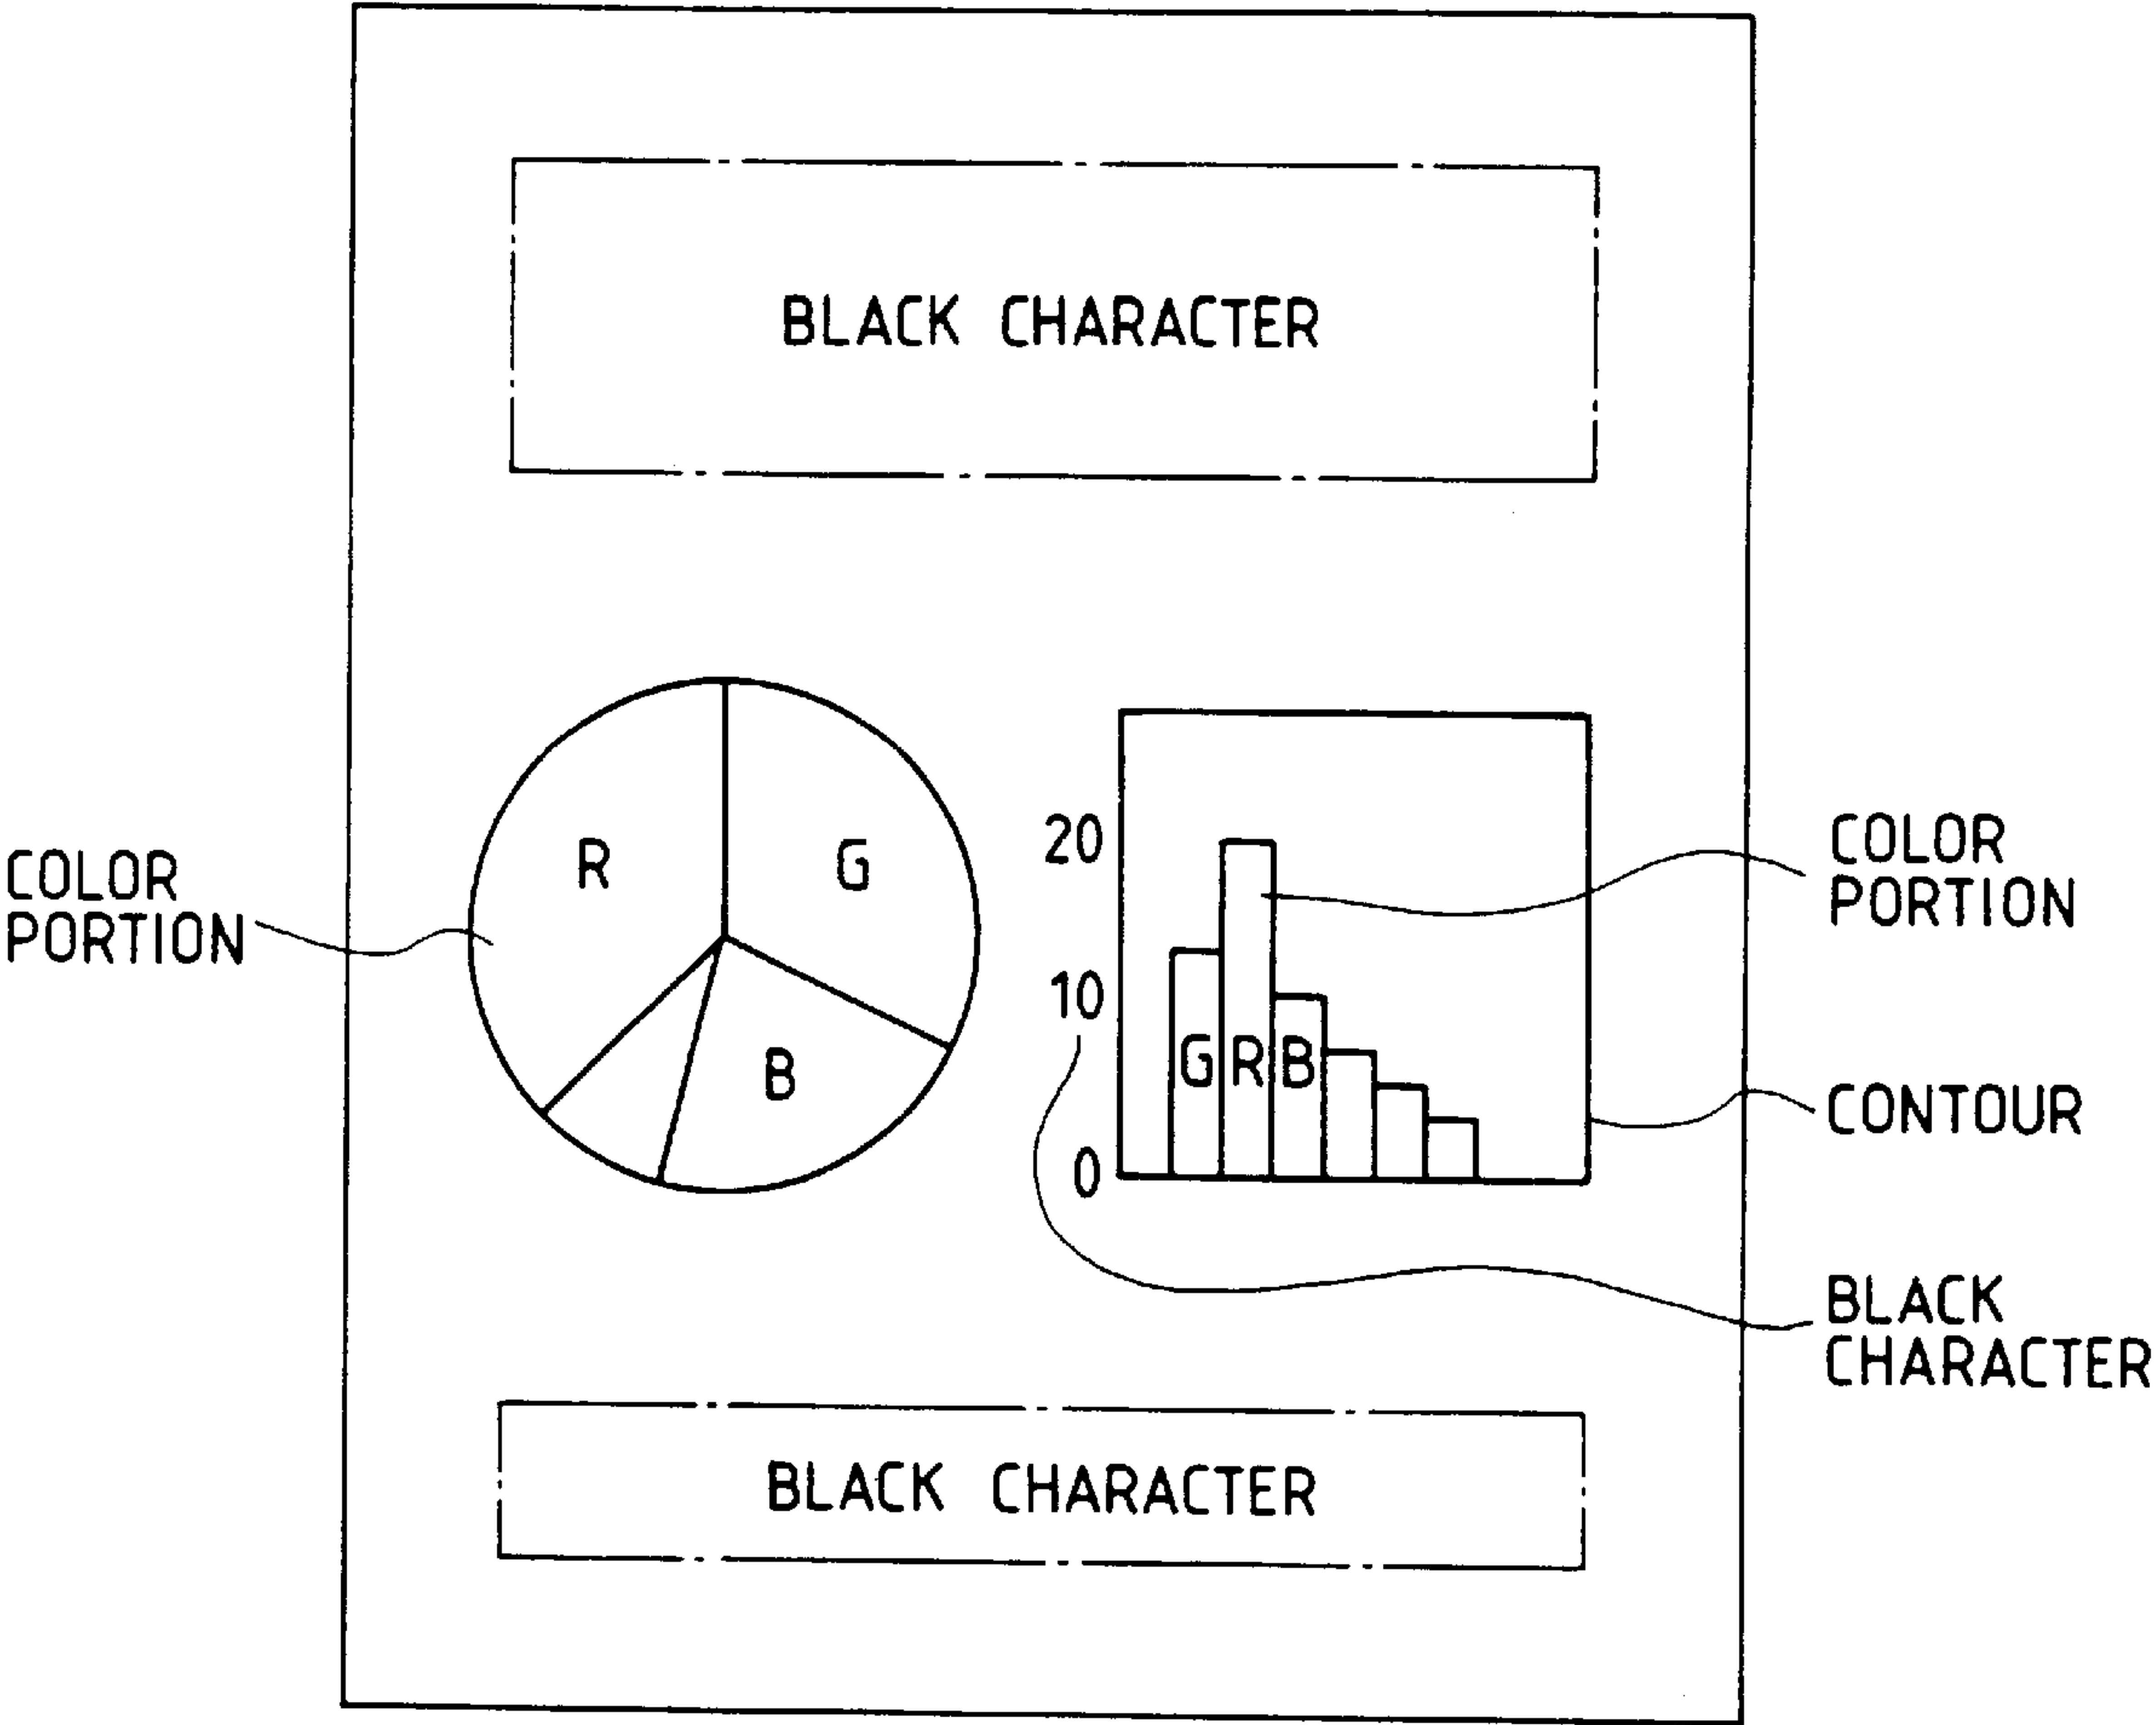 BLACK CHARACTER
R
G
COLOR
PORTION
20
10
0
G R B
COLOR
PORTION
B
CONTOUR
BLACK
CHARACTER
BLACK CHARACTER